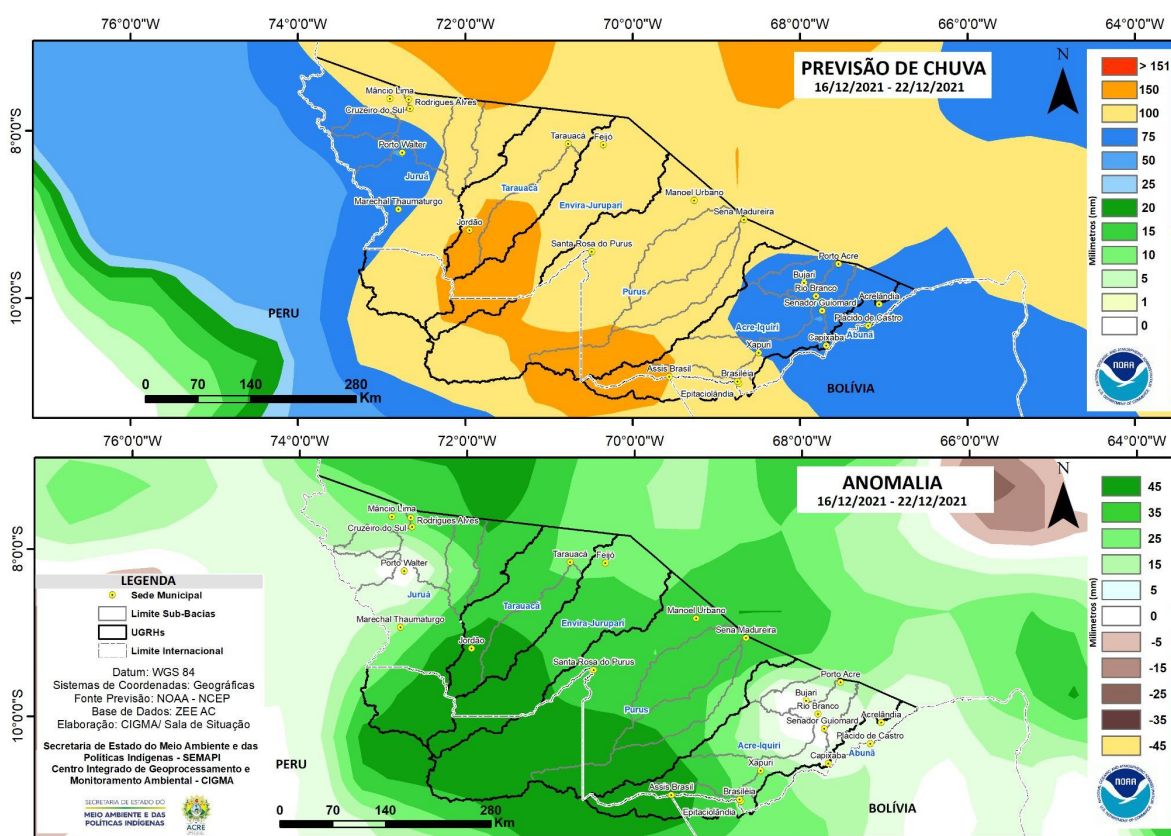 76°0'0"W 74°0'0"W 72°0'0"W 70°0'0"W 68°0'0"W 66°0'0"W 64°0'0"W
PREVISÃO DE CHUVA
16/12/2021 - 22/12/2021
N
8°0'0"S
10°0'0"S
Mâncio Lima
Rodrigues Alves
Cruzeiro do Sul
Porto Walter
Juruá
Marechal Thaumaturgo
Tarauacá
Feijó
Tarauacá
Envira-Jurupari
Jordão
Manoel Urbano
Sena Madureira
Santa Rosa do Purus
Purus
Porto Acre
Bujari
Rio Branco
Senador Guiomard
Acrelândia
Plácido de Castro
Acre-Iquiri
Abunã
Capixaba
Xapuri
Assis Brasil
Brasiléia
Epitaciolândia
PERU
BOLÍVIA
0 70 140 280
Km
Milímetros (mm)
> 151
150
100
75
50
25
20
15
10
5
1
0
NOAA
76°0'0"W 74°0'0"W 72°0'0"W 70°0'0"W 68°0'0"W 66°0'0"W 64°0'0"W
ANOMALIA
16/12/2021 - 22/12/2021
N
8°0'0"S
10°0'0"S
Mâncio Lima
Rodrigues Alves
Cruzeiro do Sul
Porto Walter
Juruá
Marechal Thaumaturgo
Tarauacá
Feijó
Tarauacá
Envira-Jurupari
Jordão
Manoel Urbano
Sena Madureira
Santa Rosa do Purus
Purus
Porto Acre
Bujari
Rio Branco
Senador Guiomard
Acrelândia
Plácido de Castro
Acre-Iquiri
Abunã
Capixaba
Xapuri
Assis Brasil
Brasiléia
Epitaciolândia
PERU
BOLÍVIA
0 70 140 280
Km
Milímetros (mm)
45
35
25
15
5
0
-5
-15
-25
-35
-45
NOAA
LEGENDA
Sede Municipal
Limite Sub-Bacias
UGRHs
Limite Internacional
Datum: WGS 84
Sistemas de Coordenadas: Geográficas
Fonte Previsão: NOAA - NCEP
Base de Dados: ZEE AC
Elaboração: CIGMA/ Sala de Situação
Secretaria de Estado do Meio Ambiente e das
Políticas Indígenas - SEMAPI
Centro Integrado de Geoprocessamento e
Monitoramento Ambiental - CIGMA
SECRETARIA DE ESTADO DO
MEIO AMBIENTE E DAS
POLÍTICAS INDÍGENAS
ACRE